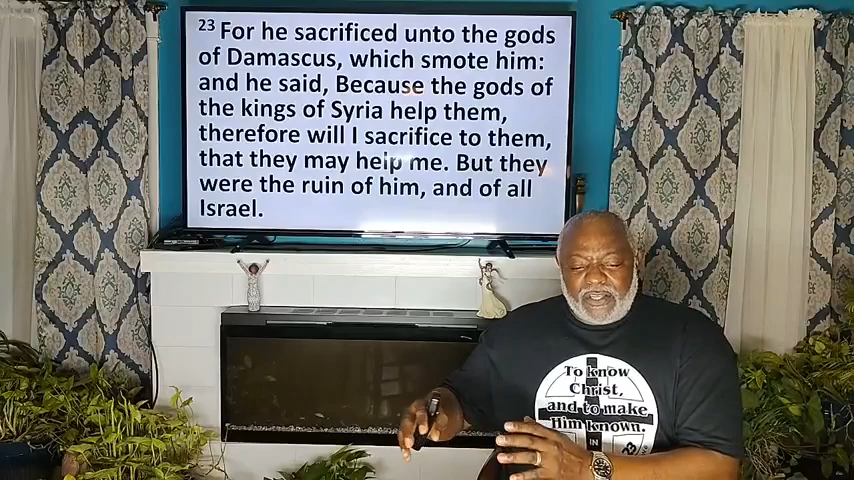 23 For he sacrificed unto the gods
of Damascus, which smote him:
and he said, Because the gods of
the kings of Syria help them,
therefore will I sacrifice to them,
that they may help me. But they
were the ruin of him, and of all
Israel.
To know
Christ,
and to make
Him known.
IN
23